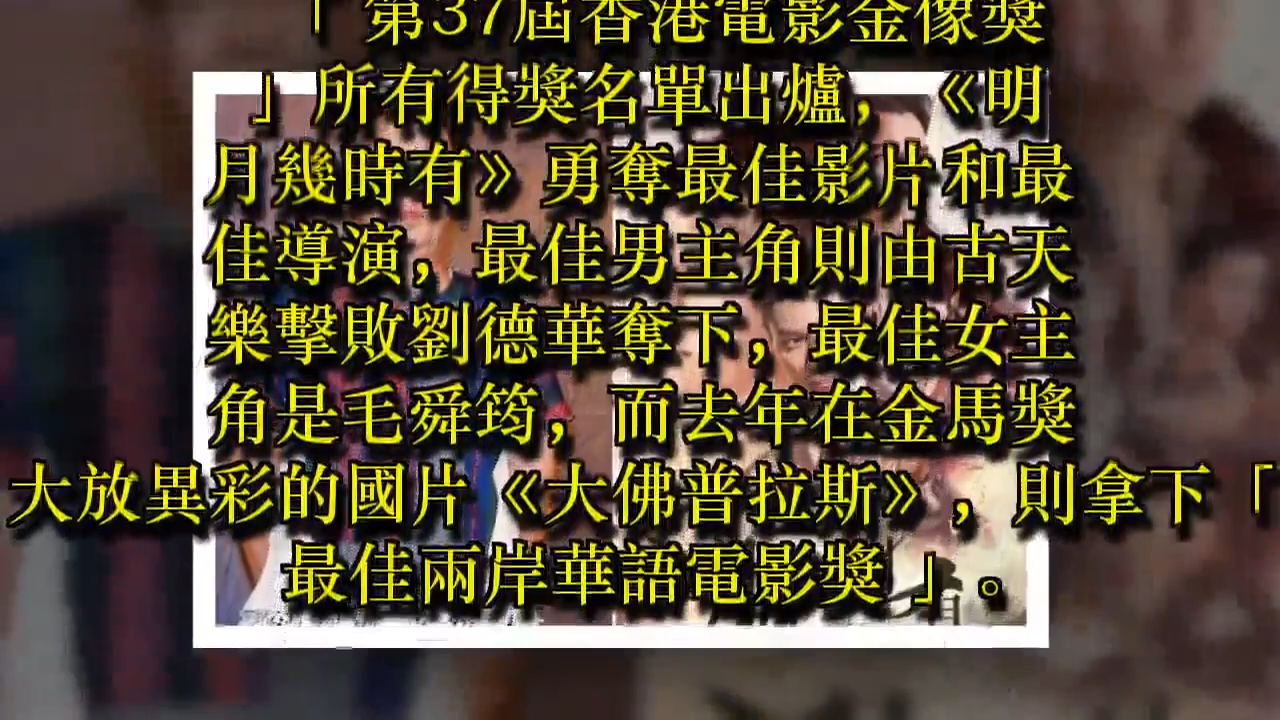 「 第37屆香港電影金像獎
」所有得獎名單出爐，《明
月幾時有》勇奪最佳影片和最
佳導演，最佳男主角則由古天
樂擊敗劉德華奪下，最佳女主
角是毛舜筠，而去年在金馬獎
大放異彩的國片《大佛普拉斯》，則拿下「
最佳兩岸華語電影獎 」。